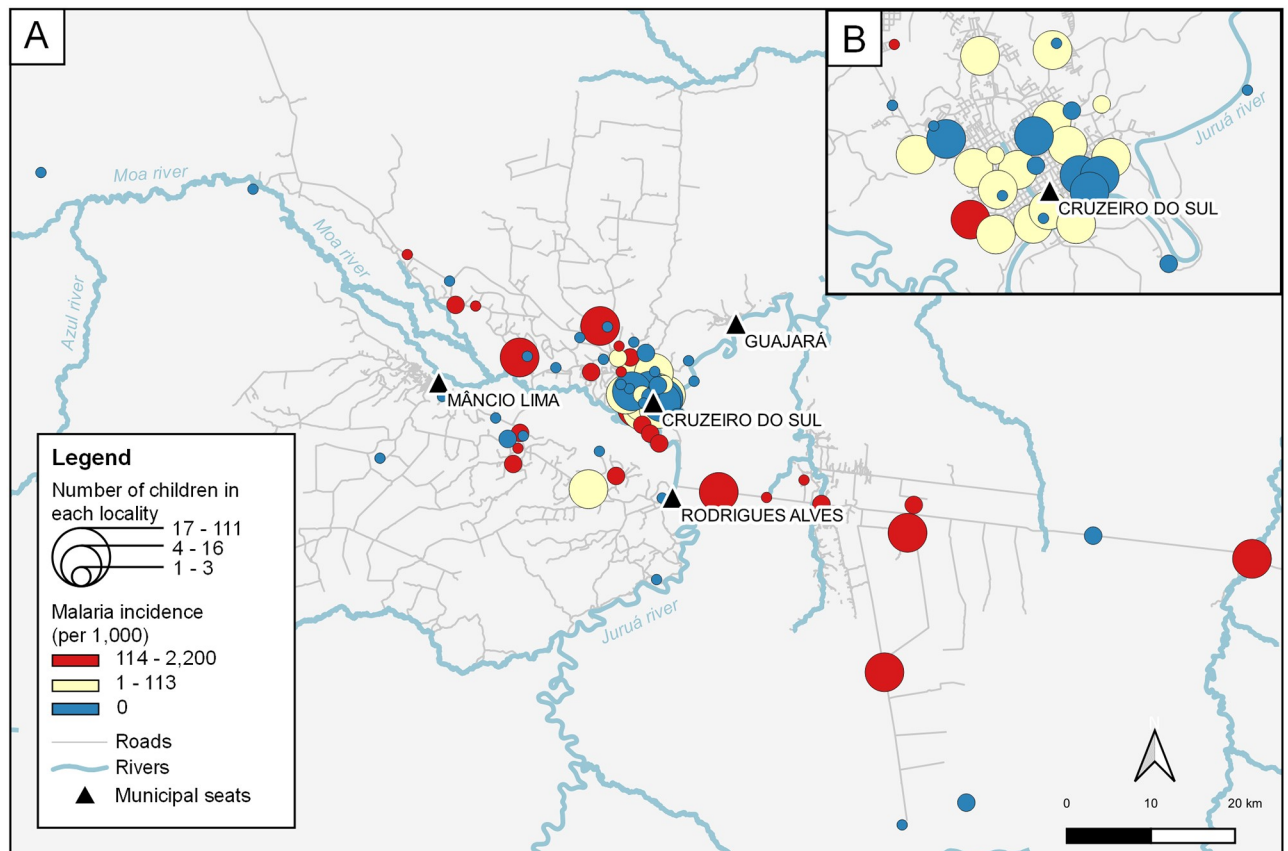 A
B
Moa river
Juruá river
Moa river
Azul river
CRUZEIRO DO SUL
GUAJARÁ
MÂNCIO LIMA
CRUZEIRO DO SUL
RODRIGUES ALVES
Juruá river
Legend
Number of children in
each locality
17 - 111
4 - 16
1 - 3
Malaria incidence
(per 1,000)
114 - 2,200
1 - 113
0
Roads
Rivers
Municipal seats
N
0 10 20 km